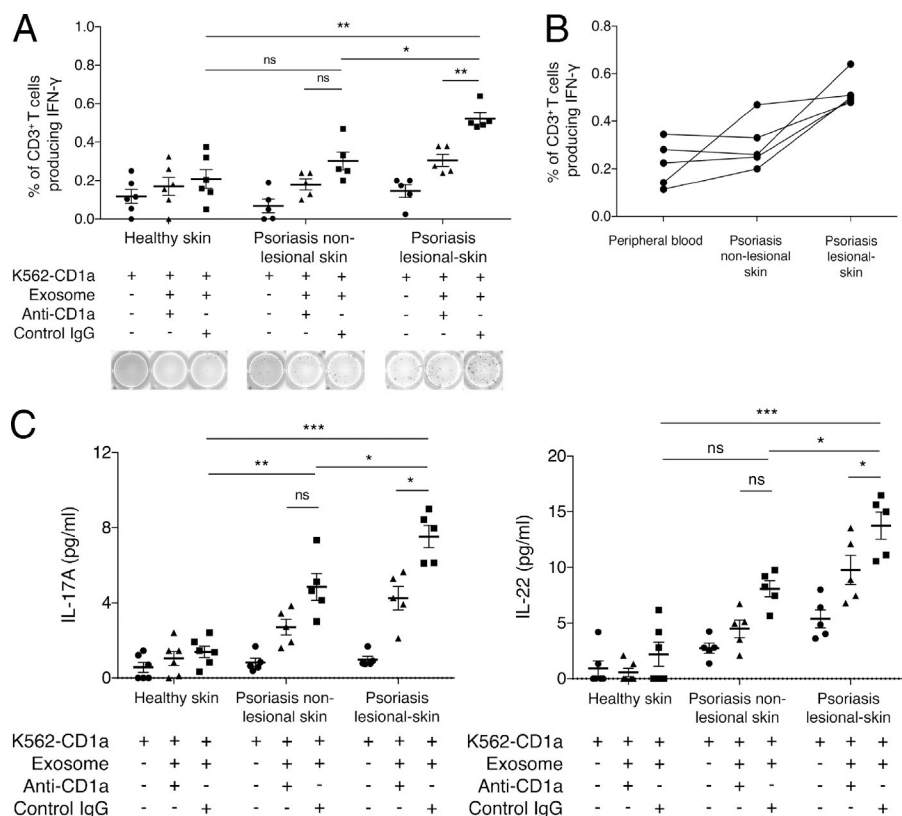 A
% of CD3⁺ T cells
producing IFN-γ
1.0
0.8
0.6
0.4
0.2
0.0
**
ns
*
ns
**
Healthy skin
Psoriasis non-
lesional skin
Psoriasis
lesional-skin
K562-CD1a + + + + + + + + +
Exosome - + + - + + - + +
Anti-CD1a - + - - + - - + -
Control IgG - - + - - + - - +
B
% of CD3⁺ T cells
producing IFN-γ
0.8
0.6
0.4
0.2
0.0
Peripheral blood
Psoriasis
non-lesional
skin
Psoriasis
lesional-
skin
C
IL-17A (pg/ml)
12
8
4
0
***
**
*
ns
*
Healthy skin
Psoriasis non-
lesional skin
Psoriasis
lesional-skin
K562-CD1a + + + + + + + + +
Exosome - + + - + + - + +
Anti-CD1a - + - - + - - + -
Control IgG - - + - - + - - +
IL-22 (pg/ml)
20
15
10
5
0
***
ns
*
ns
*
Healthy skin
Psoriasis non-
lesional skin
Psoriasis
lesional-skin
K562-CD1a + + + + + + + + +
Exosome - + + - + + - + +
Anti-CD1a - + - - + - - + -
Control IgG - - + - - + - - +